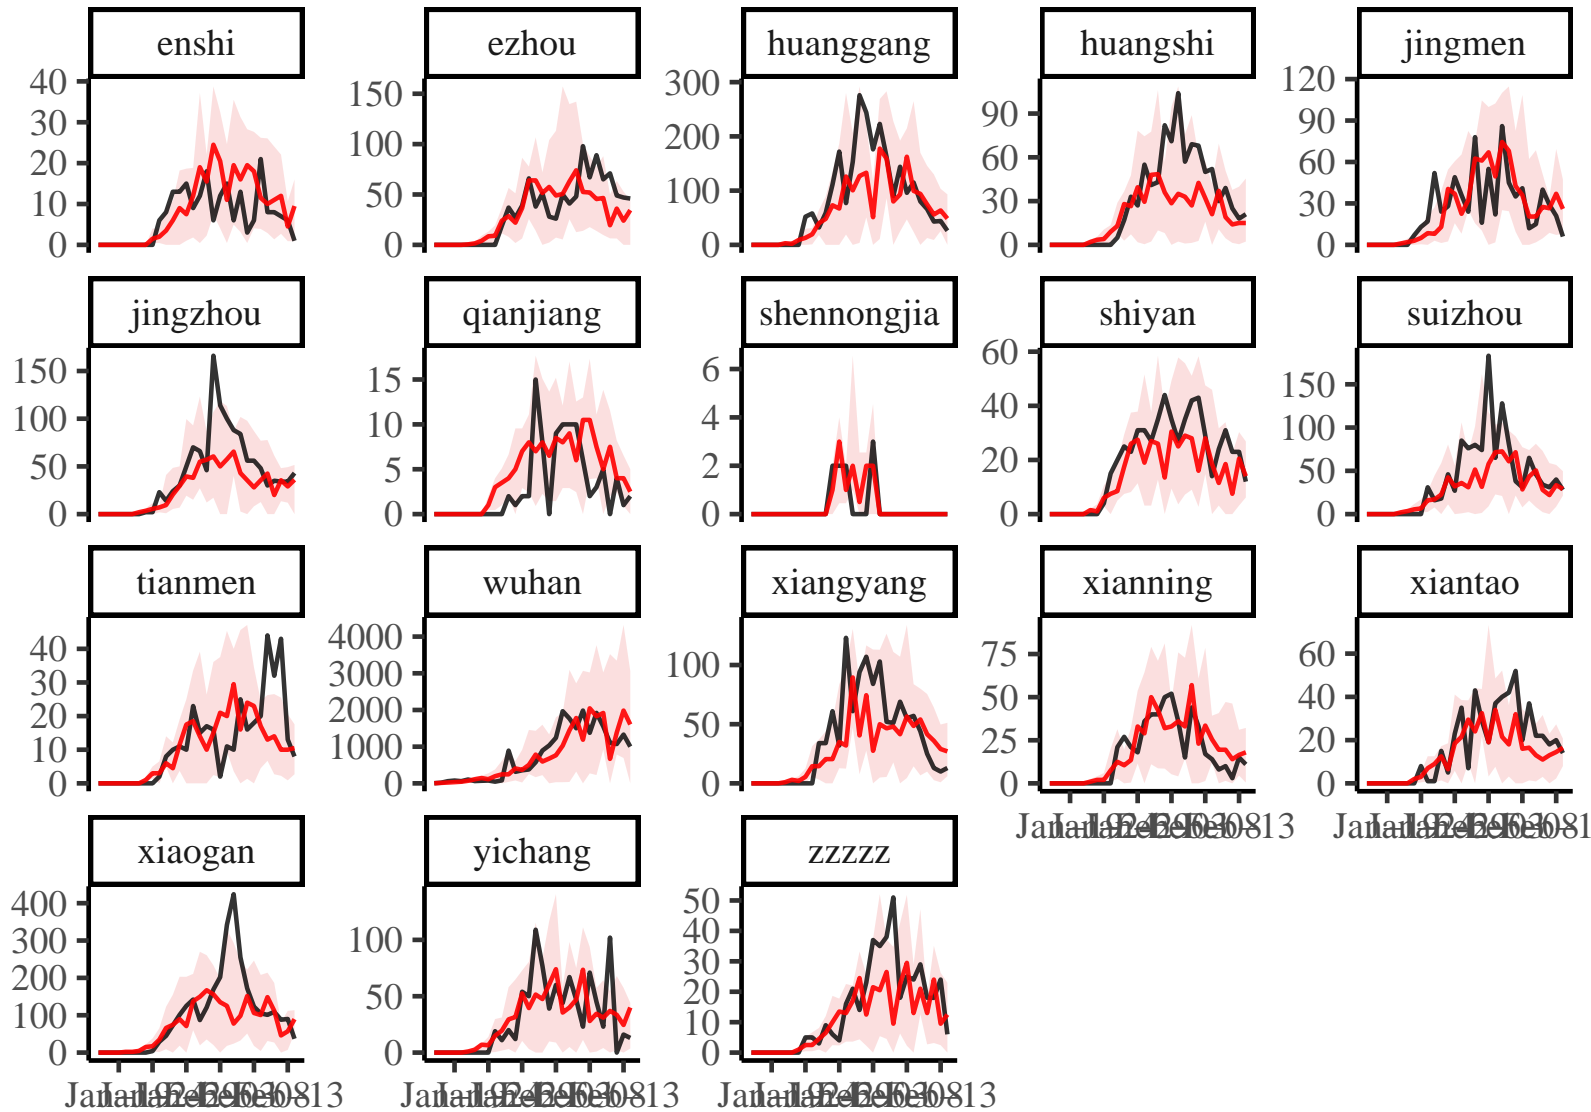 enshi ezhou huanggang huangshi jingmen
40 30 20 10 0
150 100 50 0
300 200 100 0
90 60 30 0
120 90 60 30 0
jingzhou qianjiang shennongjia shiyan suizhou
150 100 50 0
15 10 5 0
6 4 2 0
60 40 20 0
150 100 50 0
tianmen wuhan xiangyang xianning xiantao
40 30 20 10 0
4000 3000 2000 1000 0
100 50 0
75 50 25 0
60 40 20 0
xiaogan yichang zzzzz
400 300 200 100 0
100 50 0
50 40 30 20 10 0